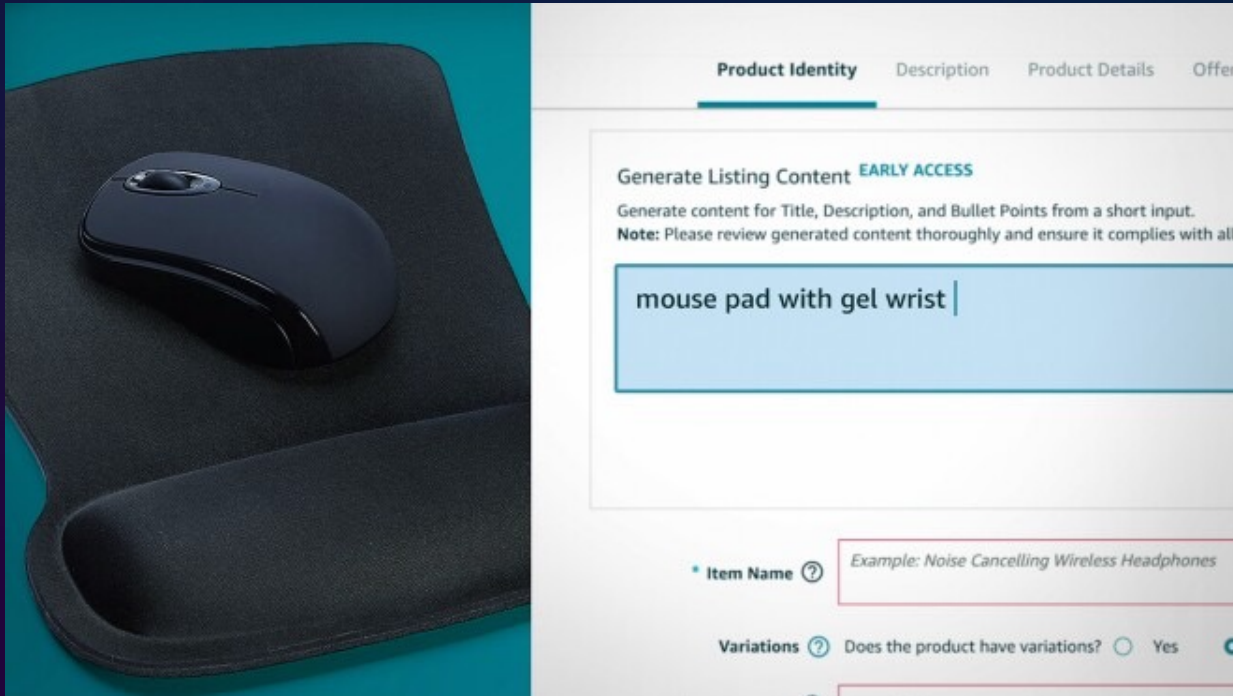 Product Identity Description Product Details
Generate Listing Content EARLY ACCESS
Generate content for Title, Description, and Bullet Points from a short input.
Note: Please review generated content thoroughly and ensure it complies with all
mouse pad with gel wrist
* Item Name ?
Example: Noise Cancelling Wireless Headphones
Variations ? Does the product have variations? Yes